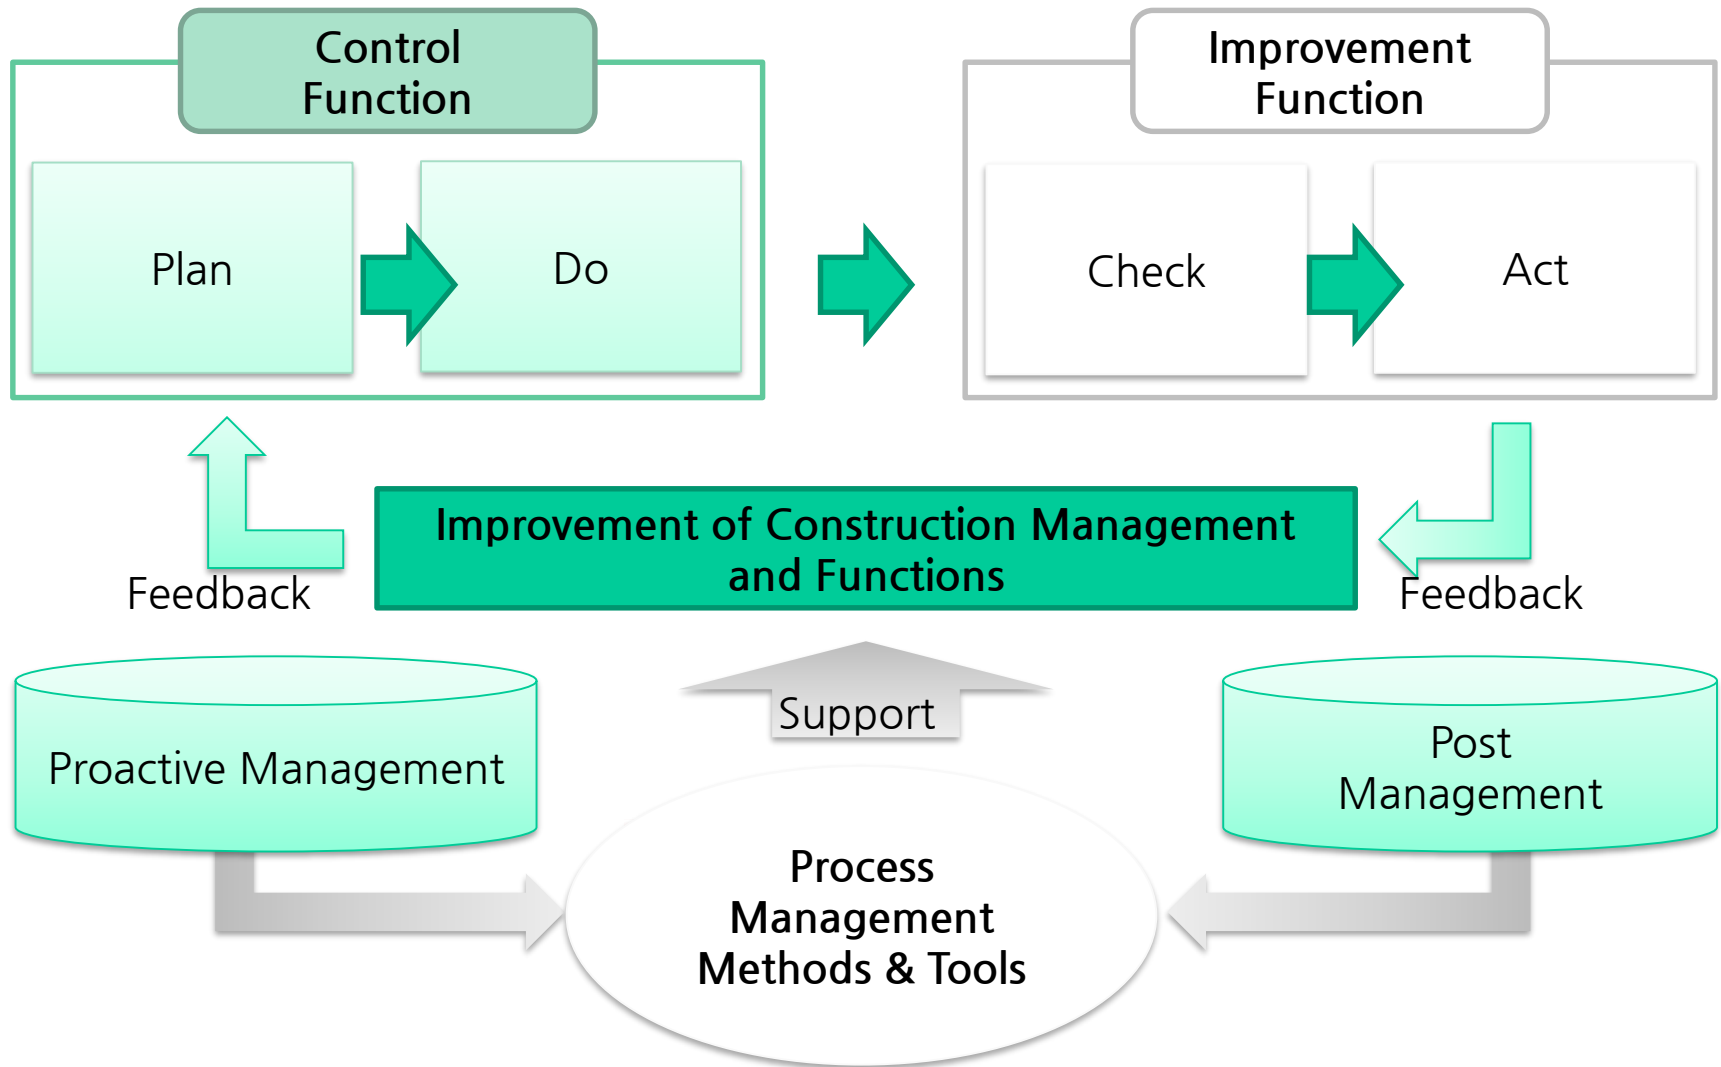 Control
Function
Improvement
Function
Plan
Do
Check
Act
Improvement of Construction Management
and Functions
Feedback
Feedback
Support
Proactive Management
Post
Management
Process
Management
Methods & Tools